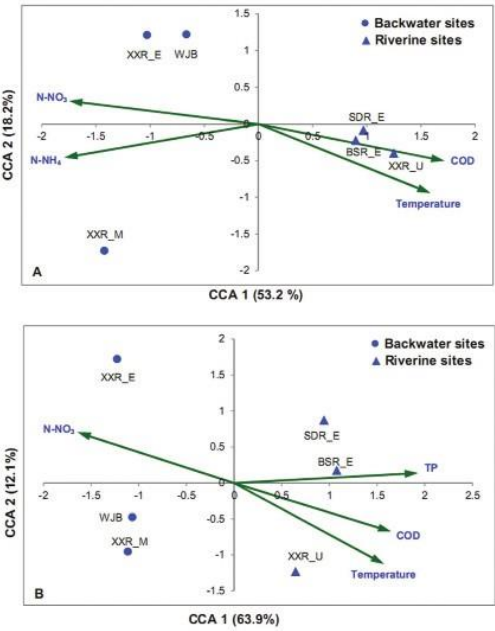 1.5
Backwater sites
Riverine sites
1
XXR_E WJB
0.5
N-NO₃
SDR_E
-2 -1.5 -1 -0.5 0 0.5 1 1.5 2
BSR_E
N-NH₄
-0.5
XXR_U
COD
Temperature
-1
XXR_M
-1.5
-2
A
CCA 2 (18.2%)
CCA 1 (53.2 %)
2
Backwater sites
Riverine sites
1.5
XXR_E
1
N-NO₃
SDR_E
0.5
BSR_E
TP
-2 -1.5 -1 -0.5 0 0.5 1 1.5 2 2.5
WJB
-0.5
COD
XXR_M
-1
XXR_U
Temperature
-1.5
B
CCA 2 (12.1%)
CCA 1 (63.9%)